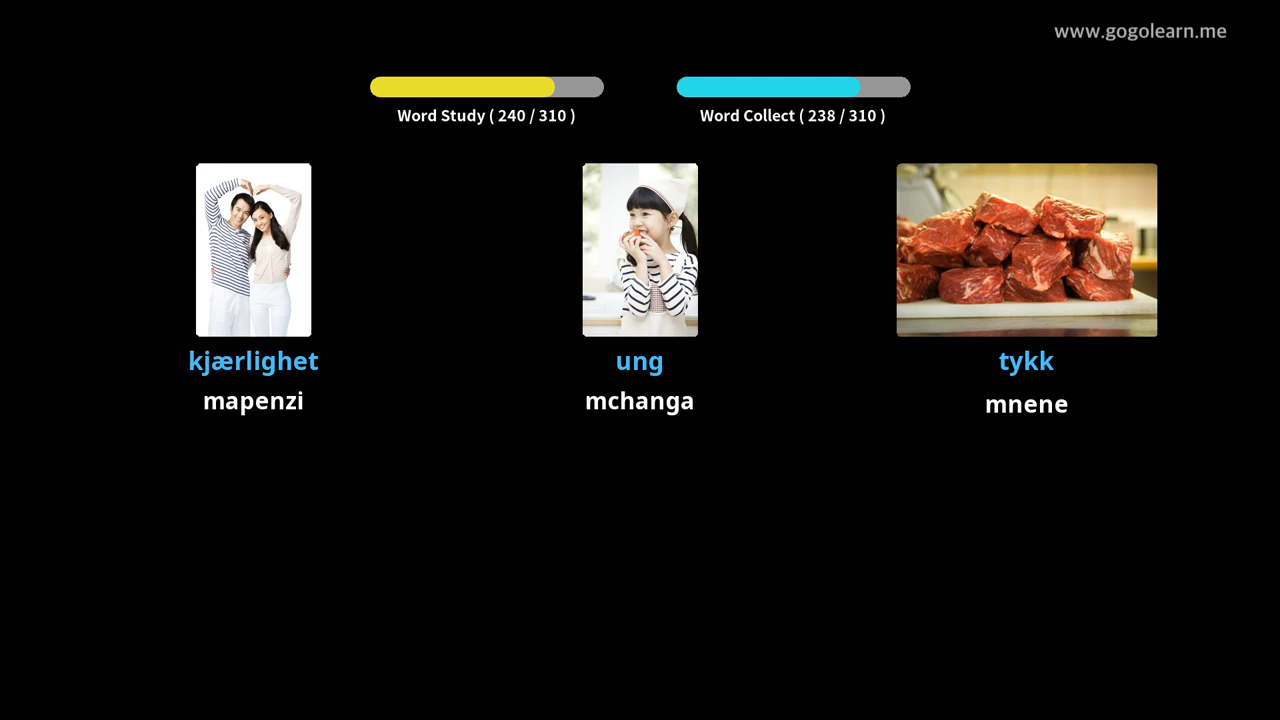 www.gogolearn.me
Word Study ( 240 / 310 )
Word Collect ( 238 / 310 )
kjærlighet
mapenzi
ung
mchanga
tykk
mnene